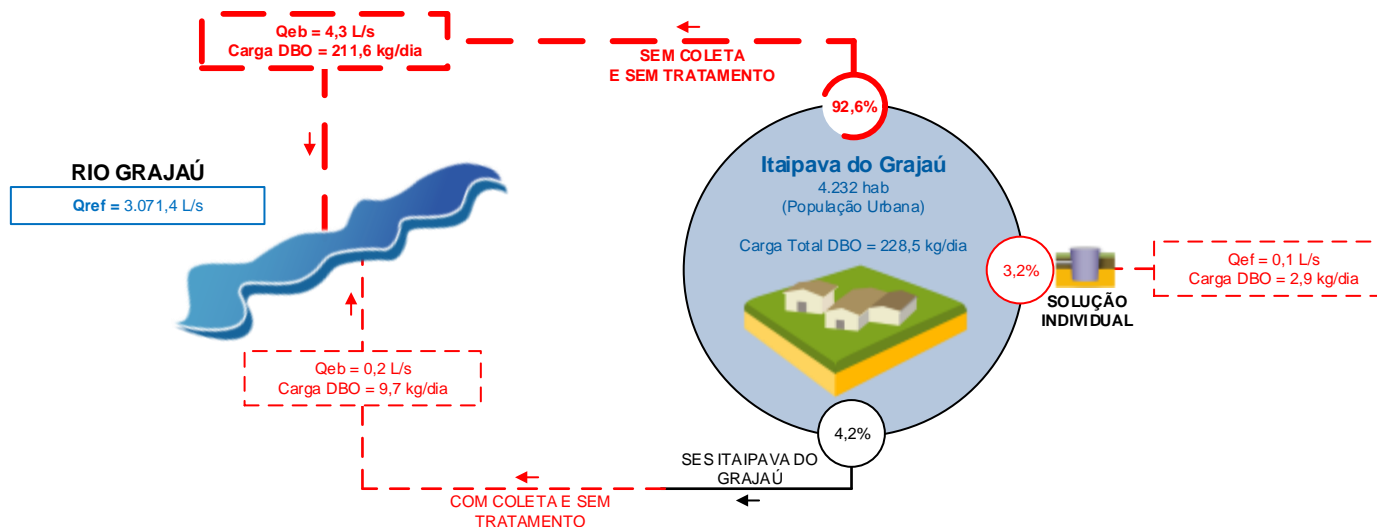 Qeb = 4,3 L/s
Carga DBO = 211,6 kg/dia
SEM COLETA
E SEM TRATAMENTO
92,6%
RIO GRAJAÚ
Qref = 3.071,4 L/s
Itaipava do Grajaú
4.232 hab
(População Urbana)
Carga Total DBO = 228,5 kg/dia
3,2%
SOLUÇÃO
INDIVIDUAL
Qef = 0,1 L/s
Carga DBO = 2,9 kg/dia
Qeb = 0,2 L/s
Carga DBO = 9,7 kg/dia
4,2%
SES ITAIPAVA DO
GRAJAÚ
COM COLETA E SEM
TRATAMENTO